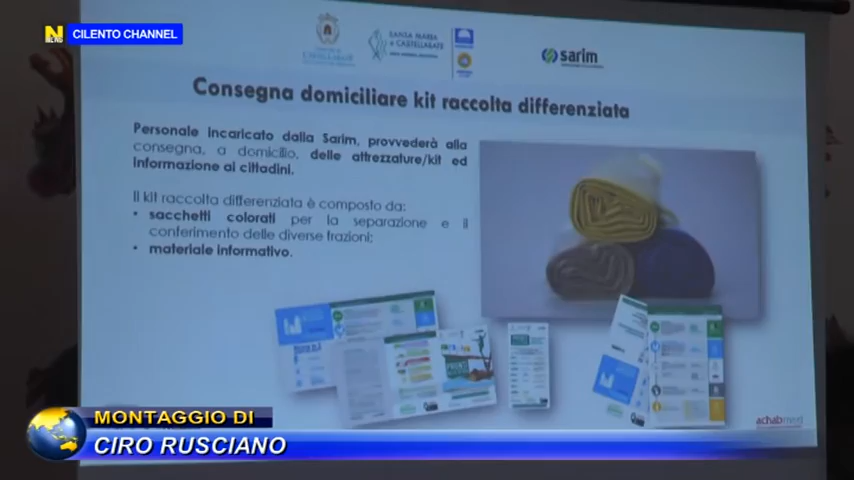 CILENTO CHANNEL
SANTA MARIA
CASTELLABATE
sarim
Consegna domiciliare kit raccolta differenziata
Personale incaricato dalla Sarim, provvederà alla
consegna, a domicilio, delle attrezzature/kit ed
informazione ai cittadini.
Il kit raccolta differenziata è composto da:
• sacchetti colorati per la separazione e il
conferimento delle diverse frazioni;
• materiale informativo.
MONTAGGIO DI
CIRO RUSCIANO